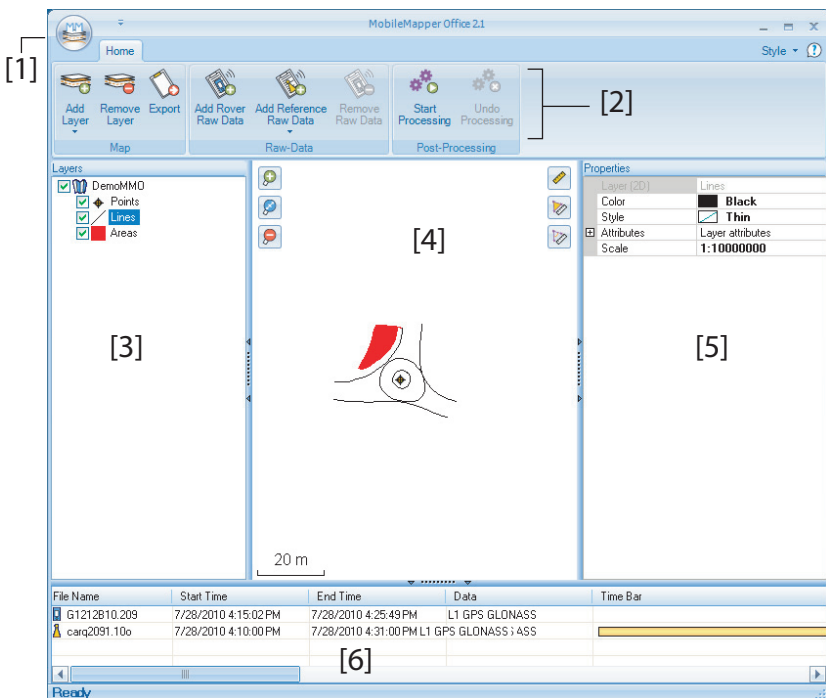 MM
MobileMapper Office 2.1
[1]
Home
Style
Add Layer
Remove Layer
Export
Add Rover Raw Data
Add Reference Raw Data
Remove Raw Data
Start Processing
Undo Processing
[2]
Map
Raw-Data
Post-Processing
Layers
DemoMMO
Points
Lines
Areas
[3]
[4]
20 m
Properties
Layer (2D) Lines
Color Black
Style Thin
Attributes Layer attributes
Scale 1:10000000
[5]
File Name Start Time End Time Data Time Bar
G1212B10.209 7/28/2010 4:15:02 PM 7/28/2010 4:25:49 PM L1 GPS GLONASS
carq2091.10o 7/28/2010 4:10:00 PM 7/28/2010 4:31:00 PM L1 GPS GLONASS ; ASS
[6]
Ready